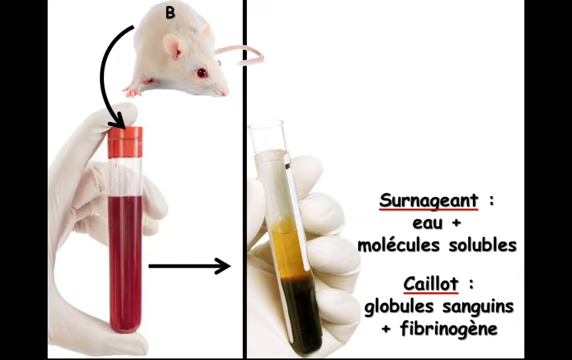 B
Surnageant :
eau +
molécules solubles
Caillot :
globules sanguins
+ fibrinogène